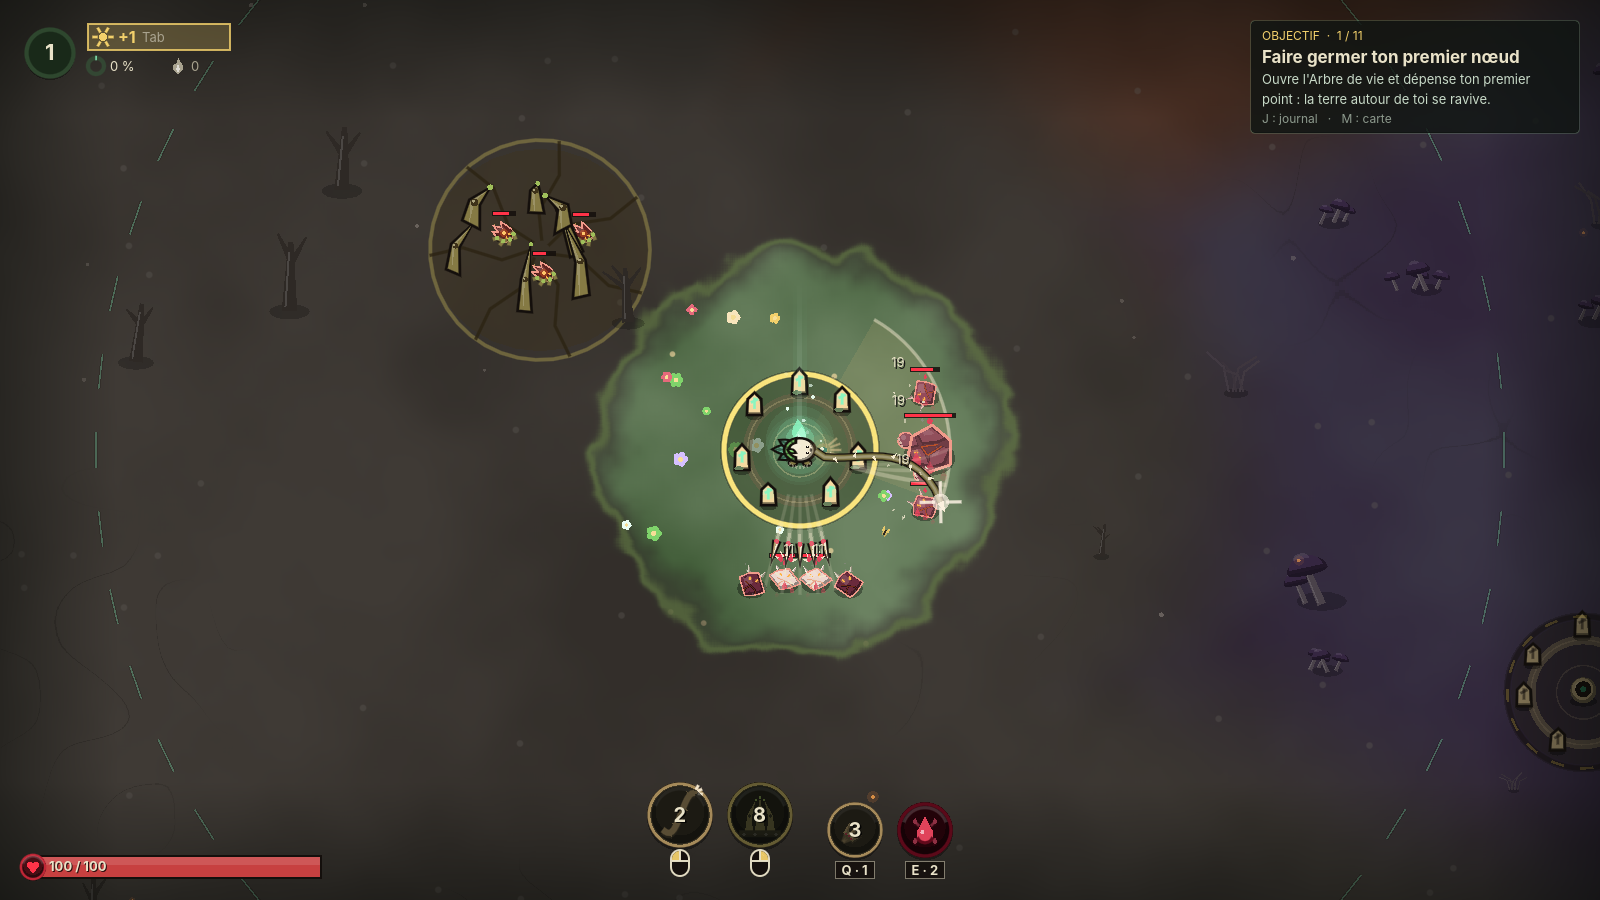 1
+1 Tab
0 %
0
OBJECTIF · 1 / 11
Faire germer ton premier nœud
Ouvre l'Arbre de vie et dépense ton premier
point : la terre autour de toi se ravive.
J : journal · M : carte
19
19
19
2
8
3
Q · 1
E · 2
100 / 100